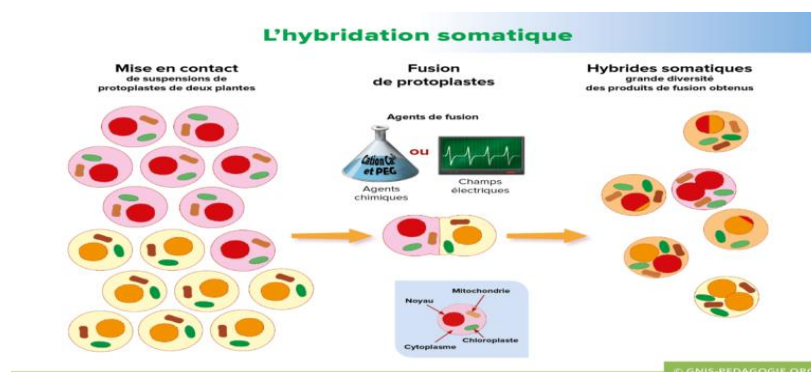 L'hybridation somatique
Mise en contact
de suspensions de
protoplastes de deux plantes
Fusion
de protoplastes
Hybrides somatiques
grande diversité
des produits de fusion obtenus
Agents de fusion
Cation Ca²⁺
et PEG
ou
Agents
chimiques
Champs
électriques
Mitochondrie
Noyau
Cytoplasme
Chloroplaste
© GNIS-PEDAGOGIE.ORG